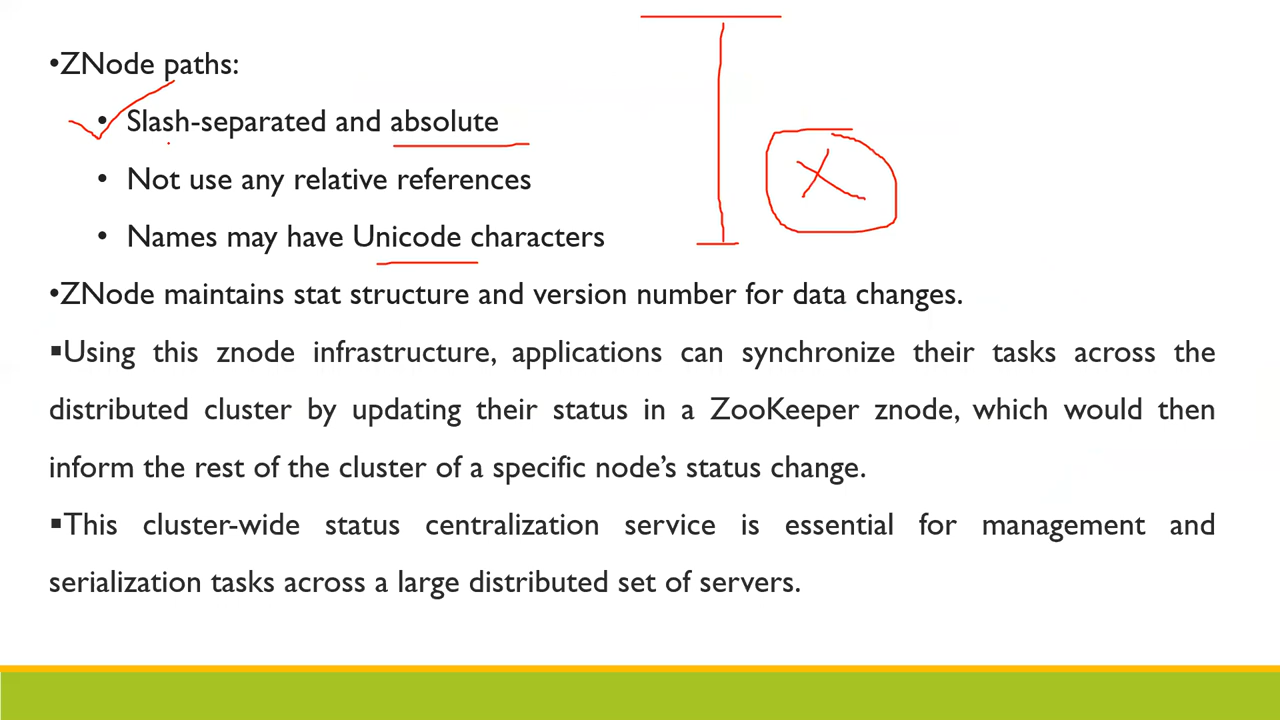 •ZNode paths:
• Slash-separated and absolute
• Not use any relative references
• Names may have Unicode characters
•ZNode maintains stat structure and version number for data changes.
▪Using this znode infrastructure, applications can synchronize their tasks across the
distributed cluster by updating their status in a ZooKeeper znode, which would then
inform the rest of the cluster of a specific node’s status change.
▪This cluster-wide status centralization service is essential for management and
serialization tasks across a large distributed set of servers.